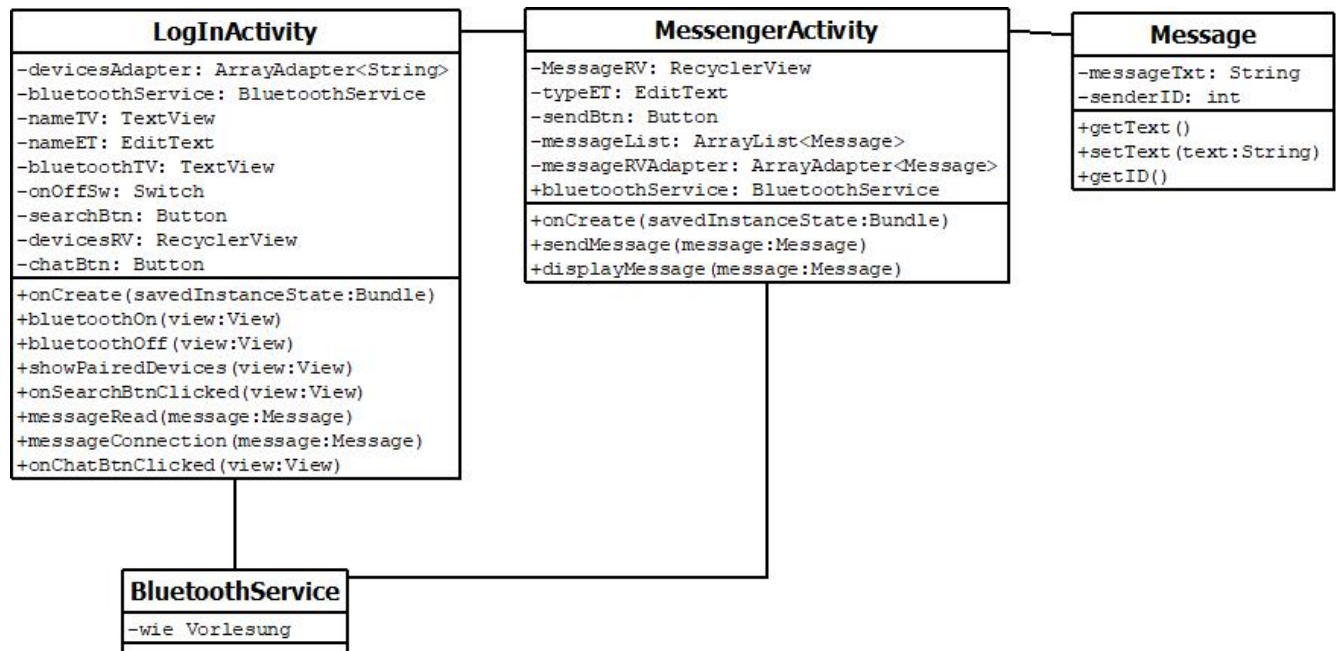 LogInActivity
-devicesAdapter: ArrayAdapter<String>
-bluetoothService: BluetoothService
-nameTV: TextView
-nameET: EditText
-bluetoothTV: TextView
-onOffSw: Switch
-searchBtn: Button
-devicesRV: RecyclerView
-chatBtn: Button
+onCreate(savedInstanceState:Bundle)
+bluetoothOn(view:View)
+bluetoothOff(view:View)
+showPairedDevices(view:View)
+onSearchBtnClicked(view:View)
+messageRead(message:Message)
+messageConnection(message:Message)
+onChatBtnClicked(view:View)
MessengerActivity
-MessageRV: RecyclerView
-typeET: EditText
-sendBtn: Button
-messageList: ArrayList<Message>
-messageRVAdapter: ArrayAdapter<Message>
+bluetoothService: BluetoothService
+onCreate(savedInstanceState:Bundle)
+sendMessage(message:Message)
+displayMessage(message:Message)
Message
-messageTxt: String
-senderID: int
+getText()
+setText(text:String)
+getID()
BluetoothService
-wie Vorlesung